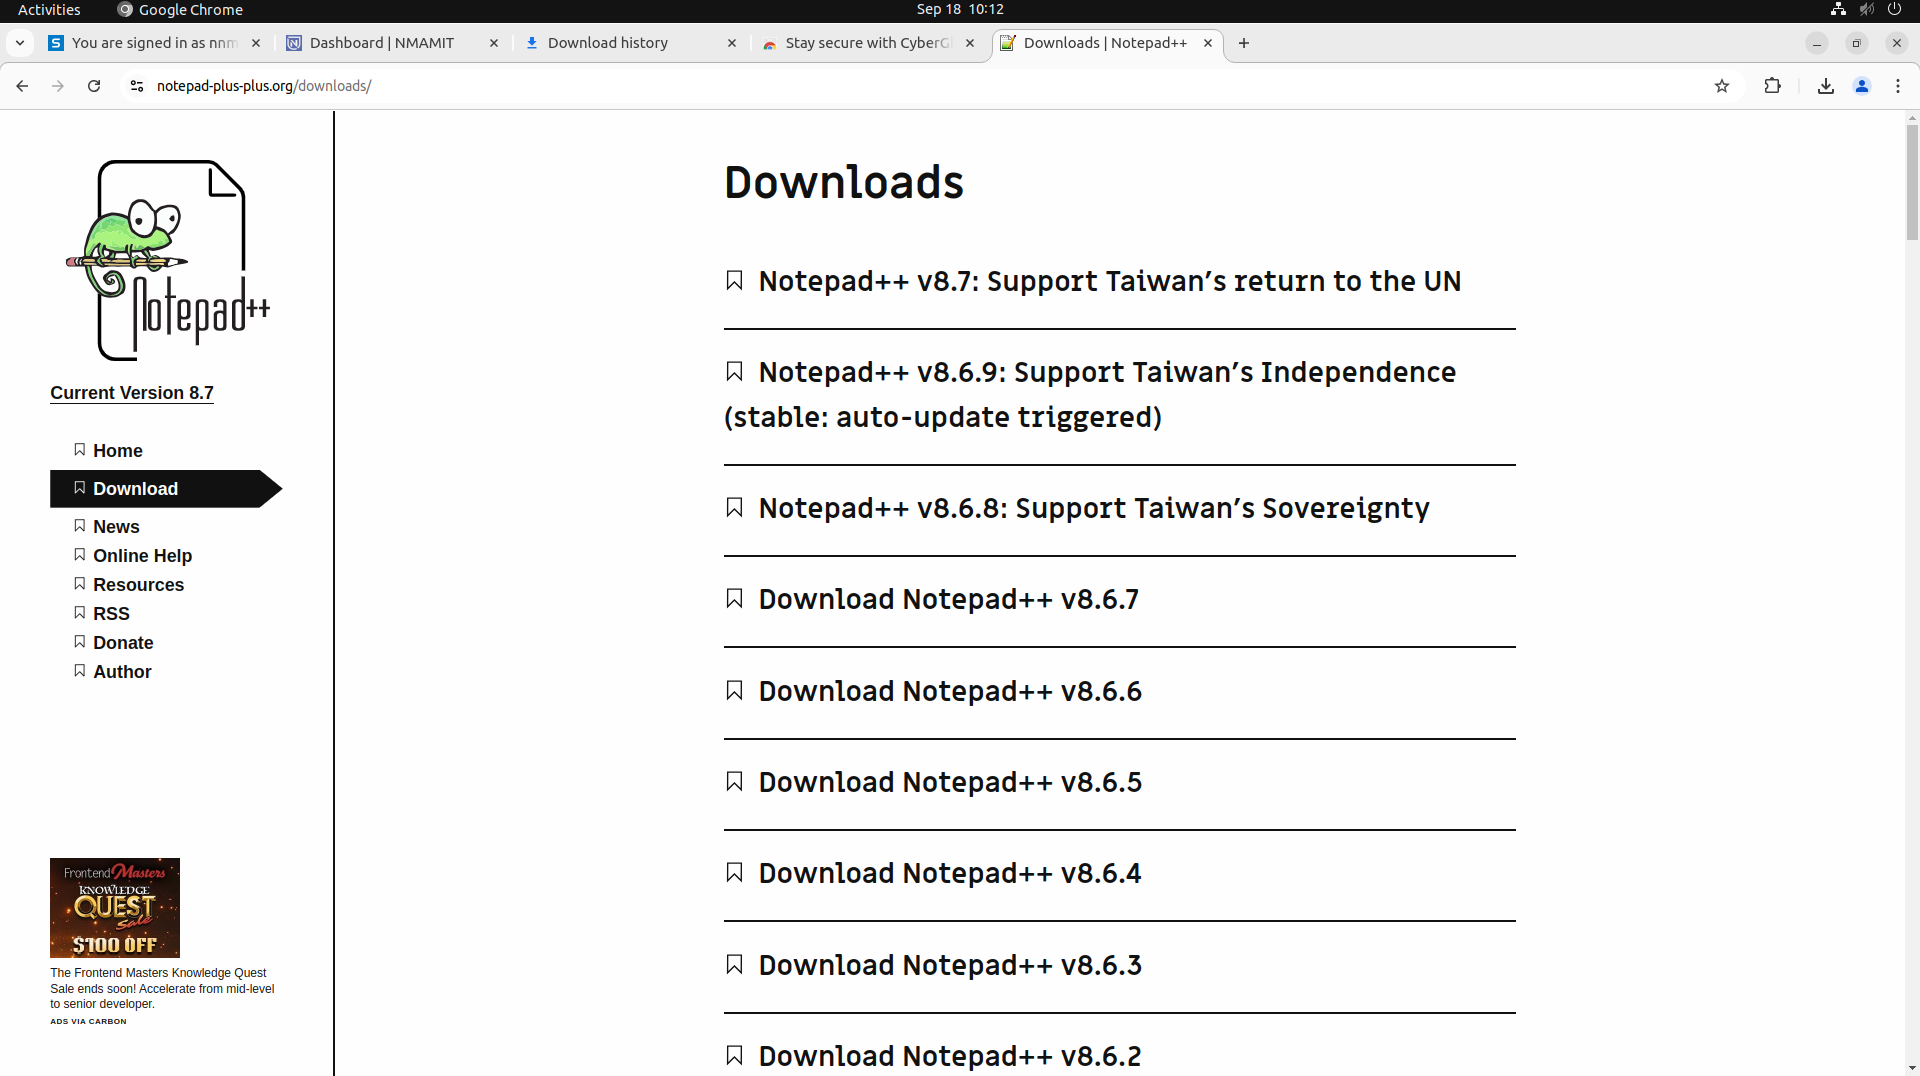 Activities
Google Chrome
Sep 18 10:12
You are signed in as nnm
Dashboard | NMAMIT
Download history
Stay secure with CyberG
Downloads | Notepad++
notepad-plus-plus.org/downloads/
Notepad++
Current Version 8.7
Home
Download
News
Online Help
Resources
RSS
Donate
Author
Frontend Masters
KNOWLEDGE
QUEST
Sale
$100 OFF
The Frontend Masters Knowledge Quest
Sale ends soon! Accelerate from mid-level
to senior developer.
ADS VIA CARBON
Downloads
Notepad++ v8.7: Support Taiwan’s return to the UN
Notepad++ v8.6.9: Support Taiwan’s Independence
(stable: auto-update triggered)
Notepad++ v8.6.8: Support Taiwan’s Sovereignty
Download Notepad++ v8.6.7
Download Notepad++ v8.6.6
Download Notepad++ v8.6.5
Download Notepad++ v8.6.4
Download Notepad++ v8.6.3
Download Notepad++ v8.6.2